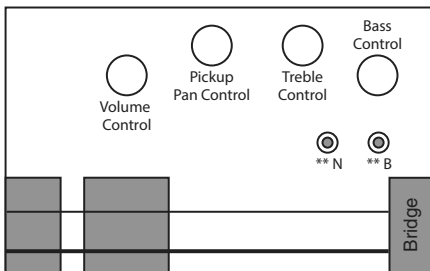 Bass
Control
Pickup
Pan Control
Treble
Control
Volume
Control
** N
** B
Bridge